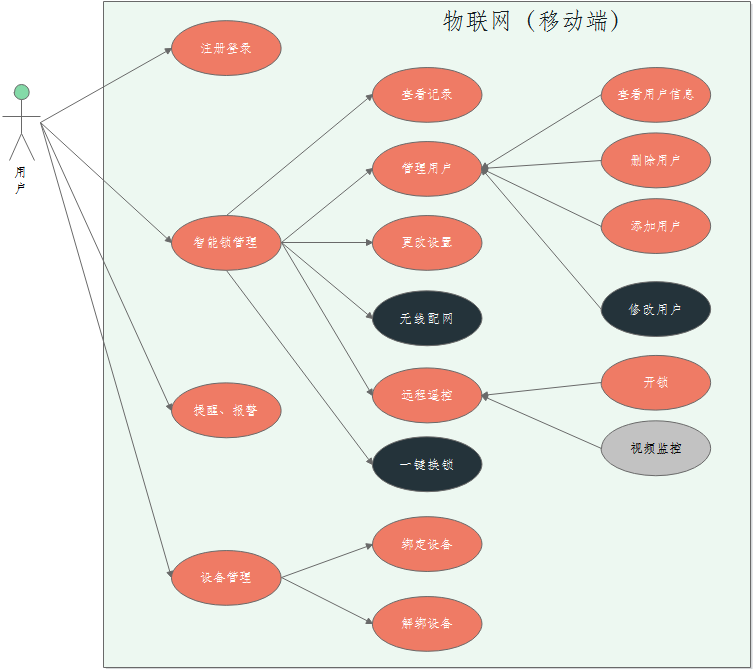 物联网（移动端）
用
户
注册登录
智能锁管理
提醒、报警
设备管理
查看记录
管理用户
更改设置
无线配网
远程遥控
一键换锁
绑定设备
解绑设备
查看用户信息
删除用户
添加用户
修改用户
开锁
视频监控